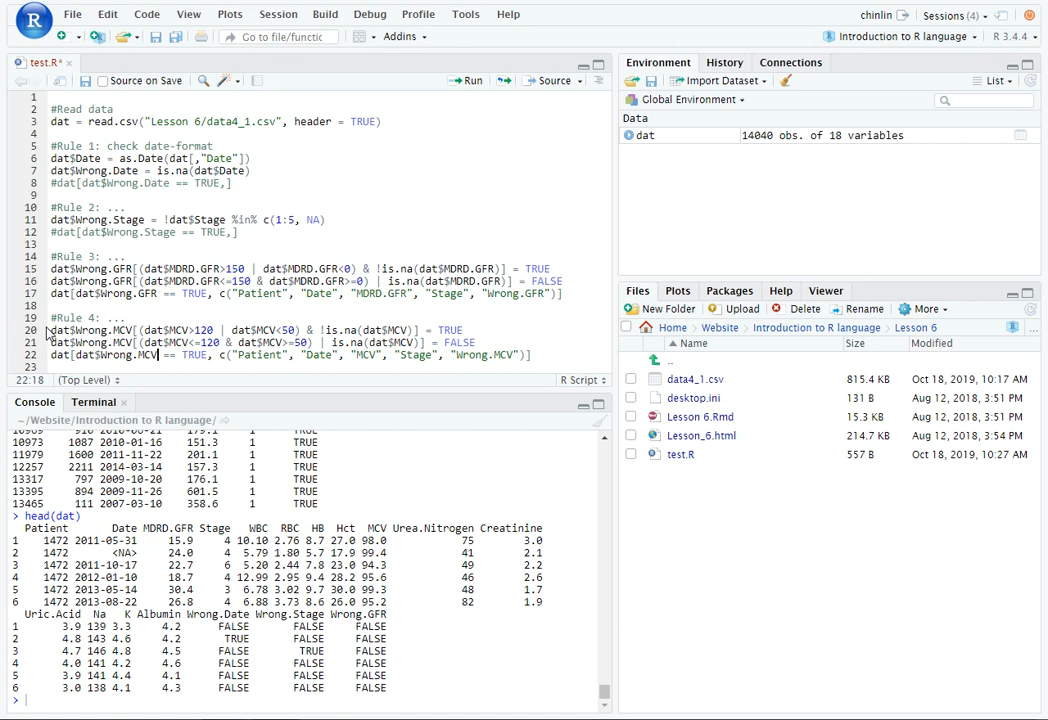 File Edit Code View Plots Session Build Debug Profile Tools Help
chinlin Sessions (4)
Go to file/functic Addins
Introduction to R language R 3.4.4
test.R*
Source on Save Run Source
1
2 #Read data
3 dat = read.csv("Lesson 6/data4_1.csv", header = TRUE)
4
5 #Rule 1: check date-format
6 dat$Date = as.Date(dat[,"Date"])
7 dat$Wrong.Date = is.na(dat$Date)
8 #dat[dat$Wrong.Date == TRUE,]
9
10 #Rule 2: ...
11 dat$Wrong.Stage = !dat$Stage %in% c(1:5, NA)
12 #dat[dat$Wrong.Stage == TRUE,]
13
14 #Rule 3: ...
15 dat$Wrong.GFR[(dat$MDRD.GFR>150 | dat$MDRD.GFR<0) & !is.na(dat$MDRD.GFR)] = TRUE
16 dat$Wrong.GFR[(dat$MDRD.GFR<=150 & dat$MDRD.GFR>=0) | is.na(dat$MDRD.GFR)] = FALSE
17 dat[dat$Wrong.GFR == TRUE, c("Patient", "Date", "MDRD.GFR", "Stage", "Wrong.GFR")]
18
19 #Rule 4: ...
20 dat$Wrong.MCV[(dat$MCV>120 | dat$MCV<50) & !is.na(dat$MCV)] = TRUE
21 dat$Wrong.MCV[(dat$MCV<=120 & dat$MCV>=50) | is.na(dat$MCV)] = FALSE
22 dat[dat$Wrong.MCV == TRUE, c("Patient", "Date", "MCV", "Stage", "Wrong.MCV")]
23
22:18 (Top Level) R Script
Console Terminal
~/Website/Introduction to R language/
10973 1087 2010-01-16 151.3 1 TRUE
11979 1600 2011-11-22 201.1 1 TRUE
12257 2211 2014-03-14 157.3 1 TRUE
13317 797 2009-10-20 176.1 1 TRUE
13395 894 2009-11-26 601.5 1 TRUE
13465 111 2007-03-10 358.6 1 TRUE
> head(dat)
Patient Date MDRD.GFR Stage WBC RBC HB Hct MCV Urea.Nitrogen Creatinine
1 1472 2011-05-31 15.9 4 10.10 2.76 8.7 27.0 98.0 75 3.0
2 1472 <NA> 24.0 4 5.79 1.80 5.7 17.9 99.4 41 2.1
3 1472 2011-10-17 22.7 6 5.20 2.44 7.8 23.0 94.3 49 2.2
4 1472 2012-01-10 18.7 4 12.99 2.95 9.4 28.2 95.6 46 2.6
5 1472 2013-05-14 30.4 3 6.78 3.02 9.7 30.0 99.3 48 1.7
6 1472 2013-08-22 26.8 4 6.88 3.73 8.6 26.0 95.2 82 1.9
Uric.Acid Na K Albumin Wrong.Date Wrong.Stage Wrong.GFR
1 3.9 139 3.3 4.2 FALSE FALSE FALSE
2 4.8 143 4.6 4.2 TRUE FALSE FALSE
3 4.7 146 4.8 4.5 FALSE TRUE FALSE
4 4.0 141 4.2 4.6 FALSE FALSE FALSE
5 3.9 141 4.4 4.1 FALSE FALSE FALSE
6 3.0 138 4.1 4.3 FALSE FALSE FALSE
>
Environment History Connections
Import Dataset List
Global Environment
Data
dat 14040 obs. of 18 variables
Files Plots Packages Help Viewer
New Folder Upload Delete Rename More
Home Website Introduction to R language Lesson 6 ...
Name Size Modified
..
data4_1.csv 815.4 KB Oct 18, 2019, 10:17 AM
desktop.ini 131 B Aug 12, 2018, 3:51 PM
Lesson 6.Rmd 15.3 KB Aug 12, 2018, 3:51 PM
Lesson_6.html 214.7 KB Aug 12, 2018, 3:54 PM
test.R 557 B Oct 18, 2019, 10:27 AM